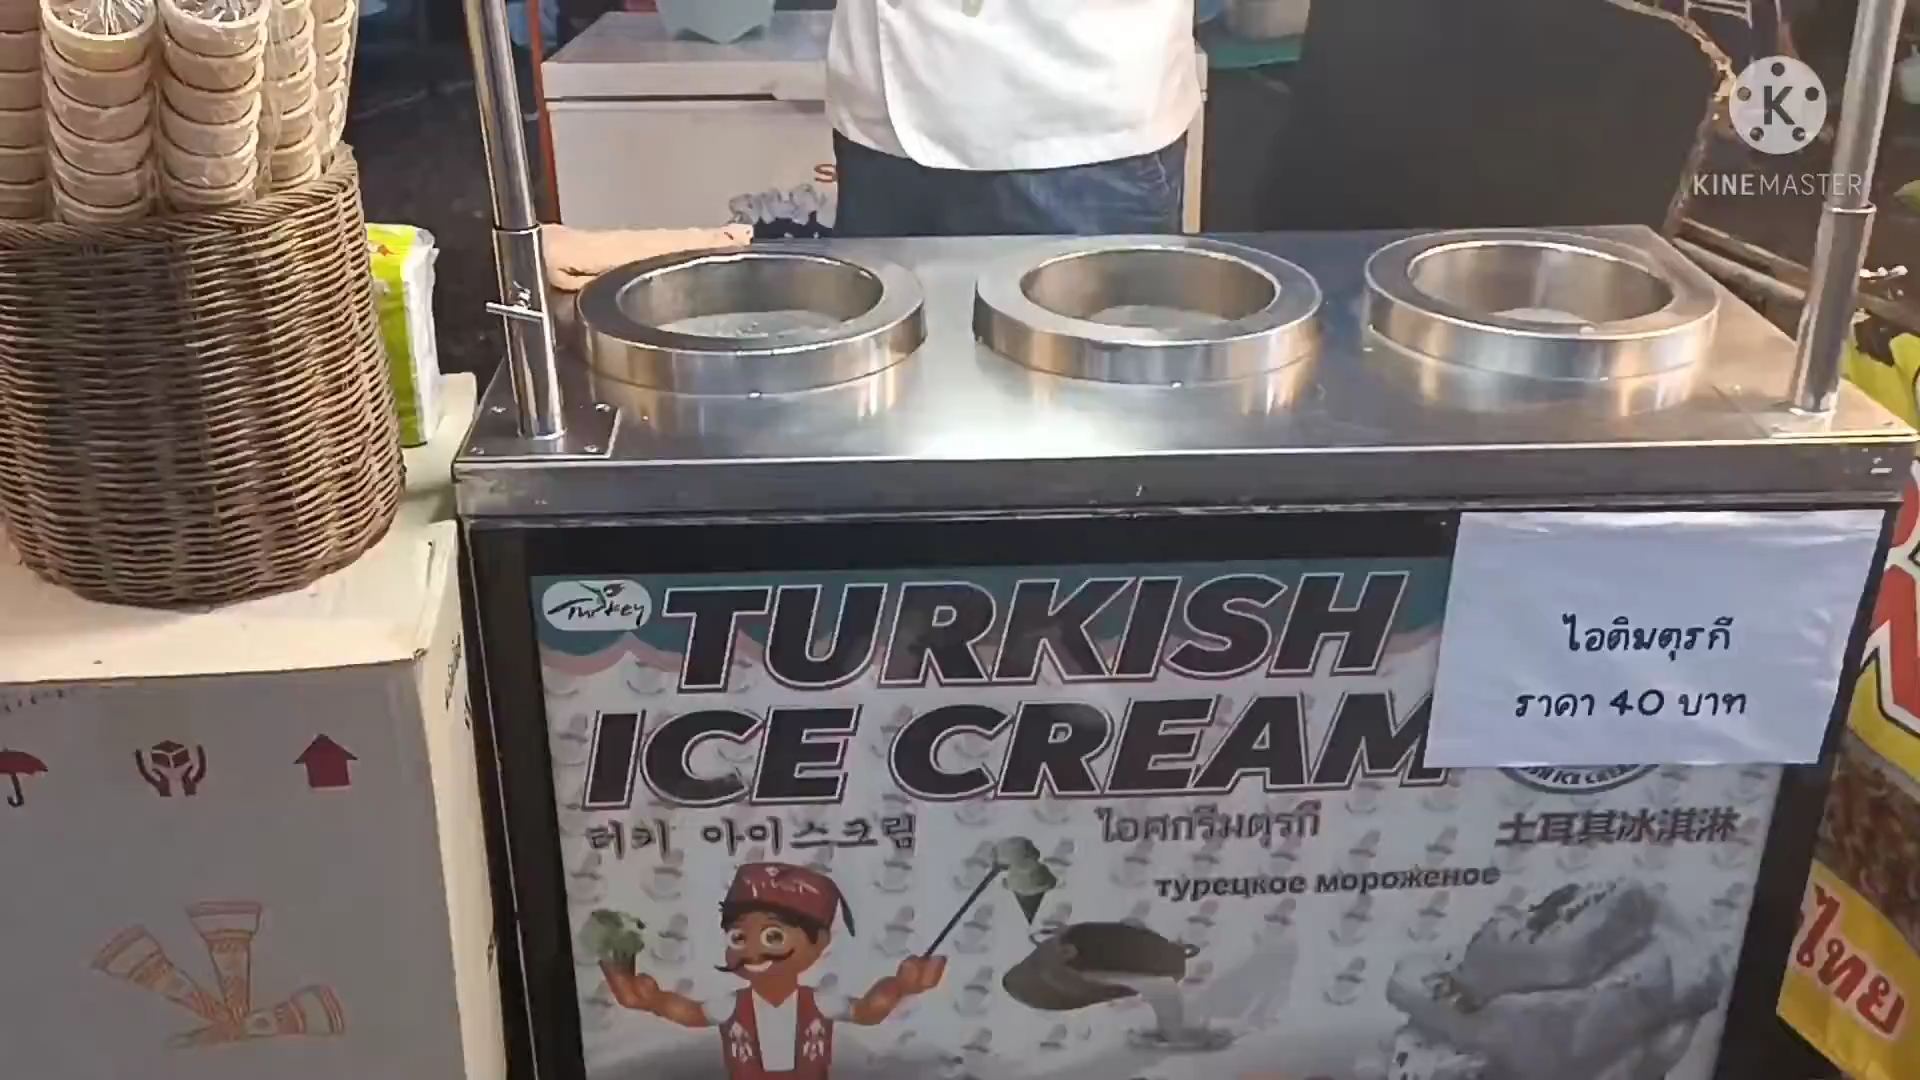 KINEMASTER
Turkey
TURKISH
ICE CREAM
ไอติมตุรกี
ราคา 40 บาท
터키 아이스크림
ไอศกรีมตุรกี
土耳其冰淇淋
турецкое мороженое
ไทย